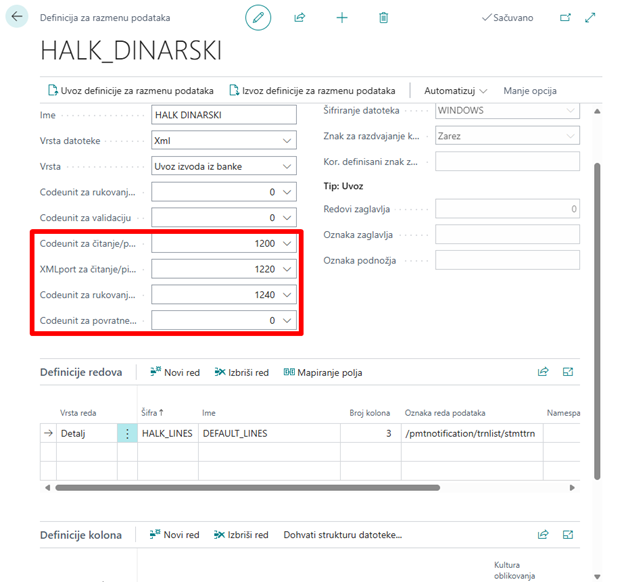 Definicija za razmenu podataka
Sačuvano
HALK_DINARSKI
Uvoz definicije za razmenu podataka
Izvoz definicije za razmenu podataka
Automatizuj
Manje opcija
Ime
HALK DINARSKI
Vrsta datoteke
Xml
Vrsta
Uvoz izvoda iz banke
Codeunit za rukovanj...
0
Codeunit za validaciju
0
Codeunit za čitanje/p...
1200
XMLport za čitanje/pi...
1220
Codeunit za rukovanj...
1240
Codeunit za povratne...
0
Šifriranje datoteka
WINDOWS
Znak za razdvajanje k...
Zarez
Kor. definisani znak z...
Tip: Uvoz
Redovi zaglavlja
0
Oznaka zaglavlja
Oznaka podnožja
Definicije redova
Novi red
Izbriši red
Mapiranje polja
Vrsta reda
Šifra↑
Ime
Broj kolona
Oznaka reda podataka
Namespa
Detalj
HALK_LINES
DEFAULT_LINES
3
/pmtnotification/trnlist/stmttrn
Definicije kolona
Novi red
Izbriši red
Dohvati strukturu datoteke...
Kultura
oblikovanja